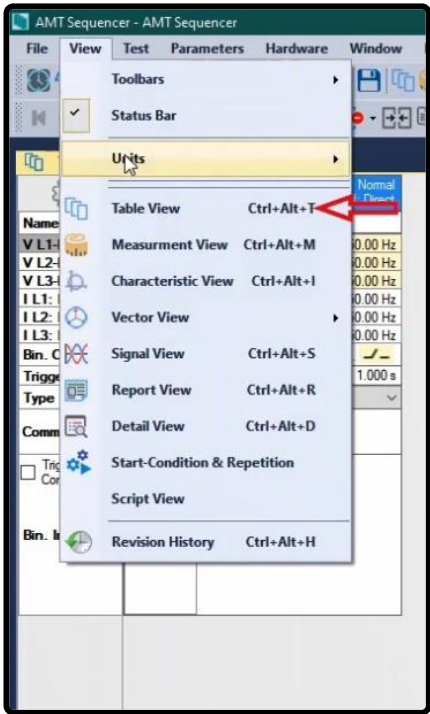 AMT Sequencer - AMT Sequencer
File View Test Parameters Hardware Window
Toolbars
Status Bar
Units
Normal
Direct
Table View Ctrl+Alt+T
Name
Measurment View Ctrl+Alt+M
V L1-
0.00 Hz
V L2-
0.00 Hz
Characteristic View Ctrl+Alt+I
V L3-
0.00 Hz
I L1:
0.00 Hz
Vector View
I L2:
0.00 Hz
I L3:
0.00 Hz
Signal View Ctrl+Alt+S
Bin.
Trigge
1.000 s
Report View Ctrl+Alt+R
Type
Detail View Ctrl+Alt+D
Comm
Start-Condition & Repetition
Trig
Cor
Script View
Bin. In
Revision History Ctrl+Alt+H